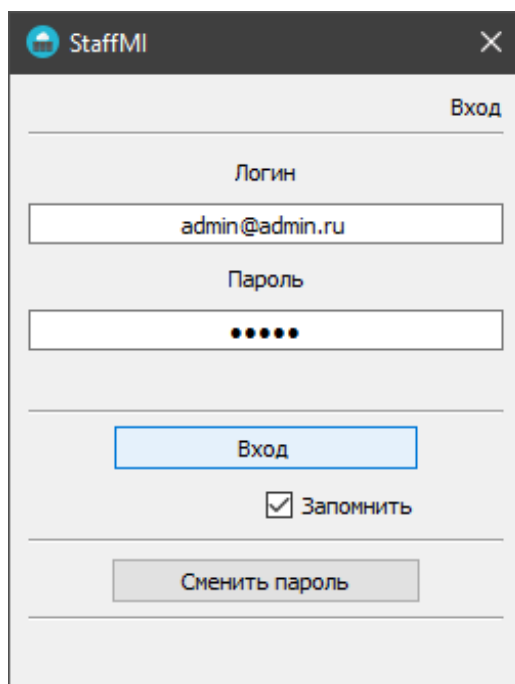 StaffMI
Вход
Логин
admin@admin.ru
Пароль
•••••
Вход
Запомнить
Сменить пароль